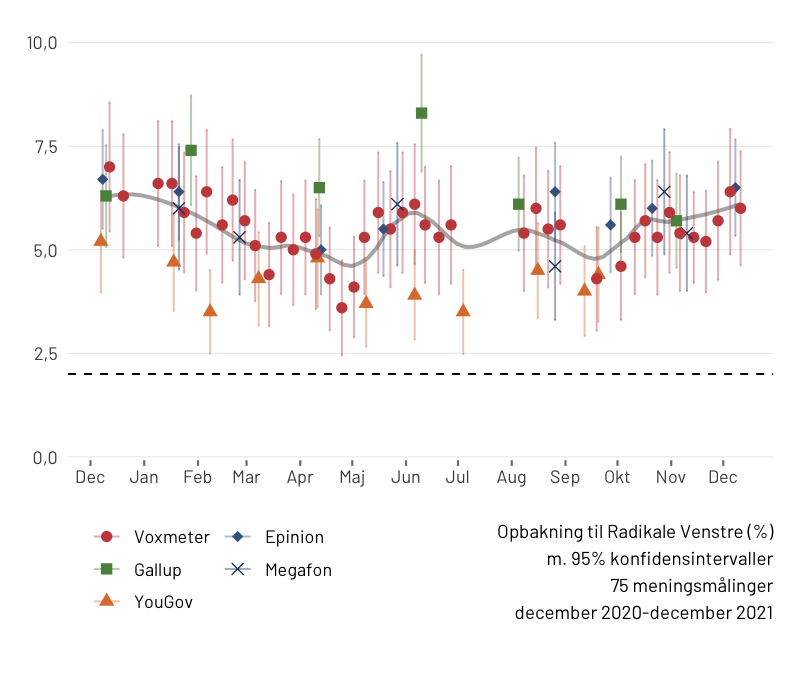 10,0
7,5
5,0
2,5
0,0
Dec Jan Feb Mar Apr Maj Jun Jul Aug Sep Okt Nov Dec
Voxmeter Epinion
Gallup Megafon
YouGov
Opbakning til Radikale Venstre (%)
m. 95% konfidensintervaller
75 meningsmålinger
december 2020-december 2021